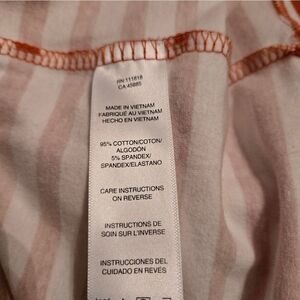 RN 111818
CA 45885
MADE IN VIETNAM
FABRIQUÉ AU VIETNAM
HECHO EN VIETNAM
95% COTTON/COTON/
ALGODÓN
5% SPANDEX/
SPANDEX/ELASTANO
CARE INSTRUCTIONS
ON REVERSE
INSTRUCTIONS DE
SOIN SUR L'INVERSE
INSTRUCCIONES DEL
CUIDADO EN REVÉS